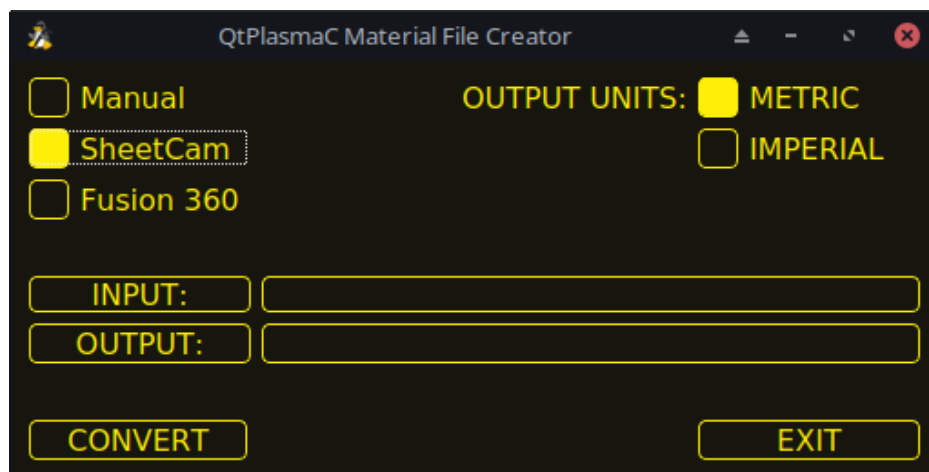 QtPlasmaC Material File Creator
Manual OUTPUT UNITS: METRIC
SheetCam IMPERIAL
Fusion 360
INPUT:
OUTPUT:
CONVERT EXIT